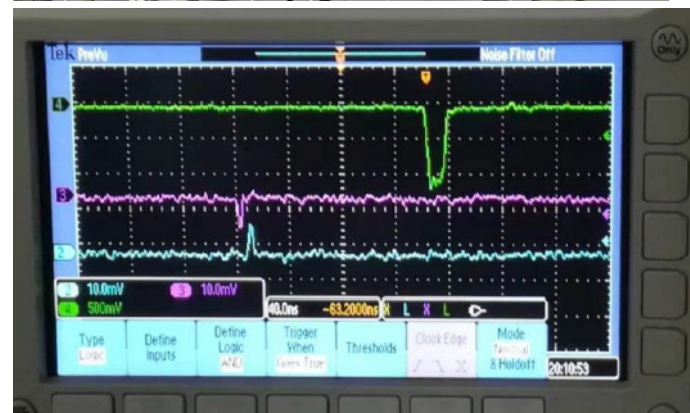 Tek PreVu
Noise Filter Off
4
3
2
2 10.0mV 3 10.0mV
4 500mV
40.0ns -63.2000ns X L X L
Type
Logic
Define
Inputs
Define
Logic
AND
Trigger
When
Goes True
Thresholds
Clock Edge
X
Mode
Normal
& Holdoff
20:10:53
Only